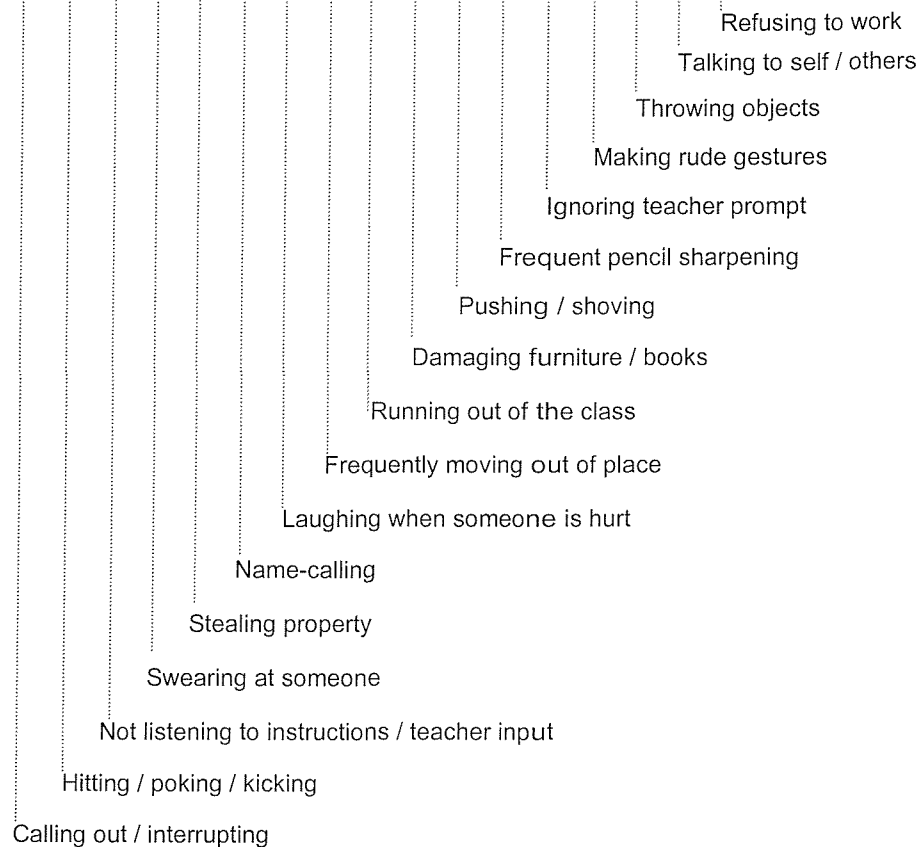 Refusing to work
Talking to self / others
Throwing objects
Making rude gestures
Ignoring teacher prompt
Frequent pencil sharpening
Pushing / shoving
Damaging furniture / books
Running out of the class
Frequently moving out of place
Laughing when someone is hurt
Name-calling
Stealing property
Swearing at someone
Not listening to instructions / teacher input
Hitting / poking / kicking
Calling out / interrupting